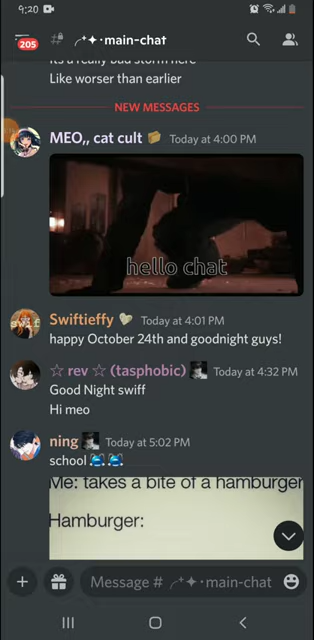 9:20
205
main-chat
It's a really bad storm here
Like worser than earlier
NEW MESSAGES
MEO,, cat cult Today at 4:00 PM
hello chat
Swiftieffy Today at 4:01 PM
happy October 24th and goodnight guys!
☆ rev ☆ (tasphobic) Today at 4:32 PM
Good Night swiff
Hi meo
ning Today at 5:02 PM
school
Me: takes a bite of a hamburger
Hamburger:
Message # main-chat